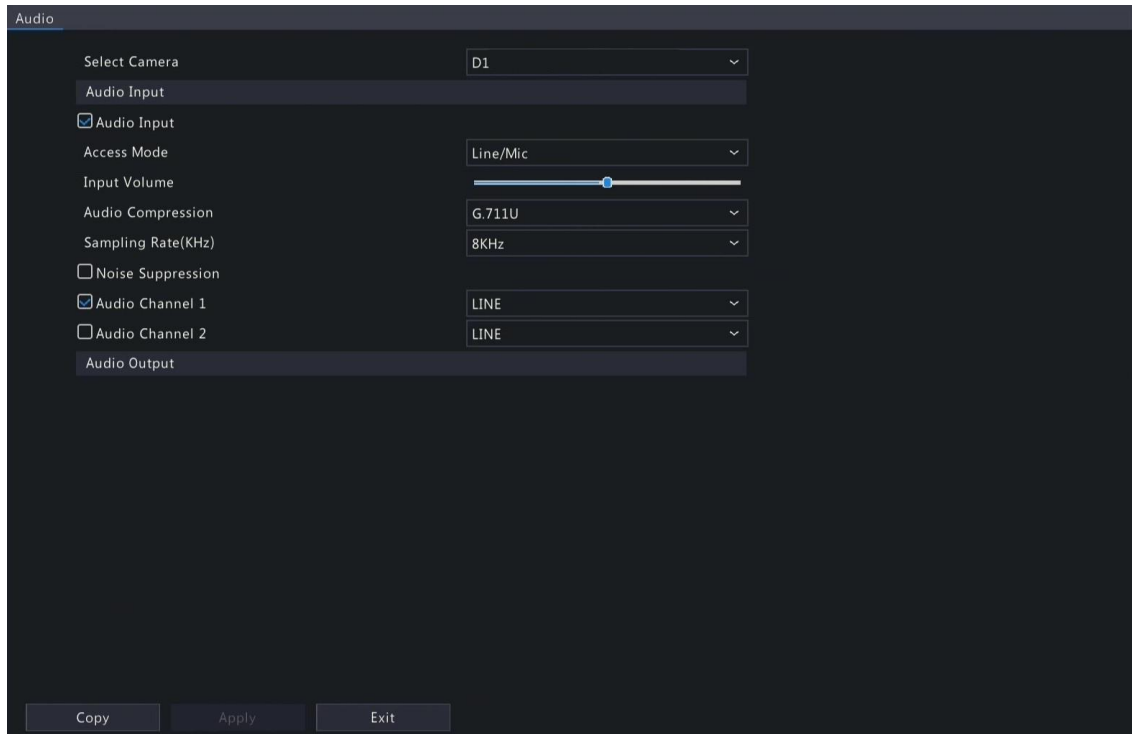 Audio
Select Camera D1
Audio Input
Audio Input
Access Mode Line/Mic
Input Volume
Audio Compression G.711U
Sampling Rate(KHz) 8KHz
Noise Suppression
Audio Channel 1 LINE
Audio Channel 2 LINE
Audio Output
Copy Apply Exit